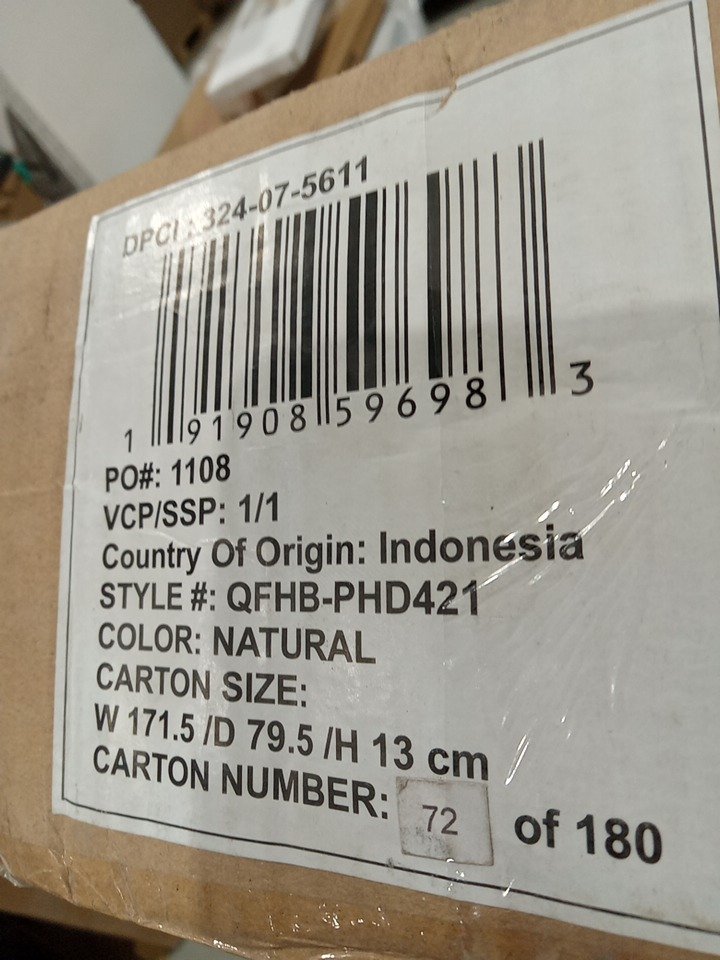 DPCI : 324-07-5611
1 91908 59698 3
PO#: 1108
VCP/SSP: 1/1
Country Of Origin: Indonesia
STYLE #: QFHB-PHD421
COLOR: NATURAL
CARTON SIZE:
W 171.5 /D 79.5 /H 13 cm
CARTON NUMBER: 72 of 180